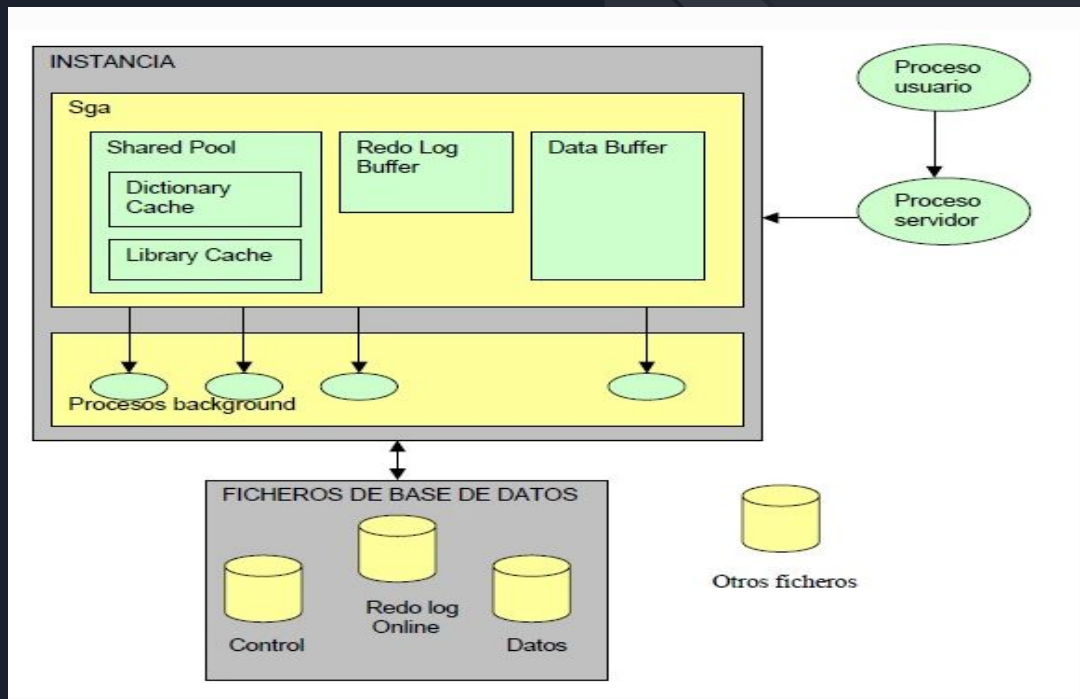 INSTANCIA
Sga
Shared Pool
Dictionary
Cache
Library Cache
Redo Log
Buffer
Data Buffer
Procesos background
Proceso
usuario
Proceso
servidor
FICHEROS DE BASE DE DATOS
Control
Redo log
Online
Datos
Otros ficheros